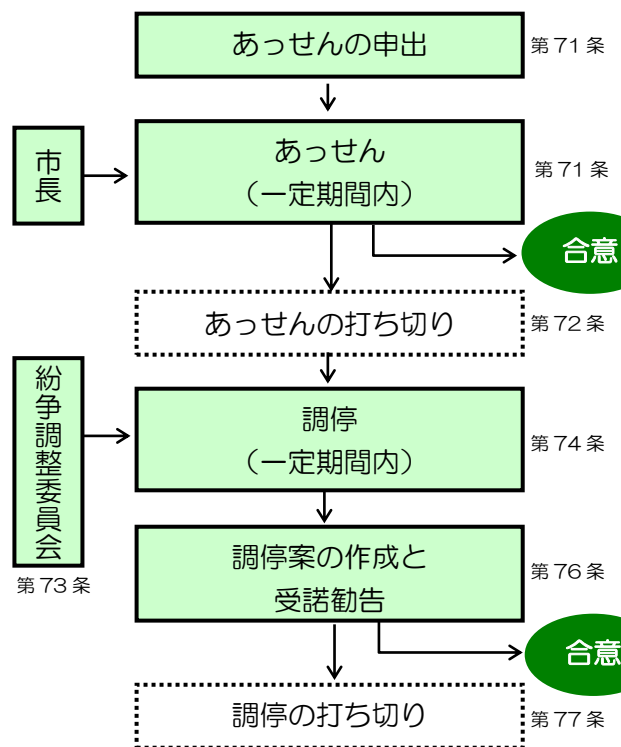 あっせんの申出
第71条
市長
あっせん
（一定期間内）
第71条
合意
あっせんの打ち切り
第72条
紛争調整委員会
第73条
調停
（一定期間内）
第74条
調停案の作成と
受諾勧告
第76条
合意
調停の打ち切り
第77条